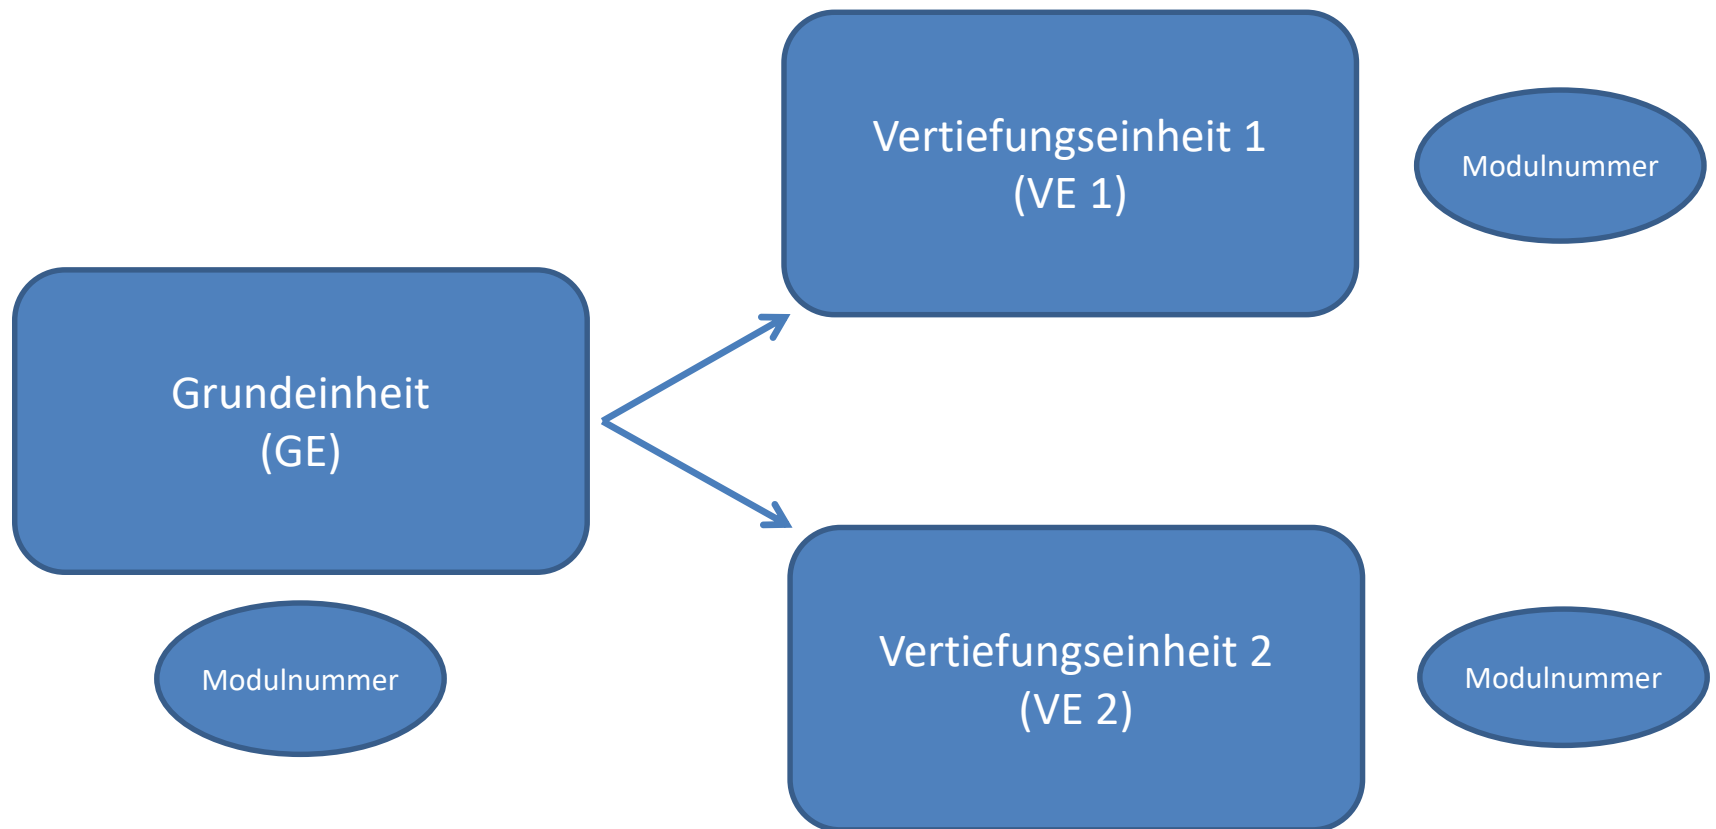 Vertiefungseinheit 1
(VE 1)
Modulnummer
Grundeinheit
(GE)
Modulnummer
Vertiefungseinheit 2
(VE 2)
Modulnummer